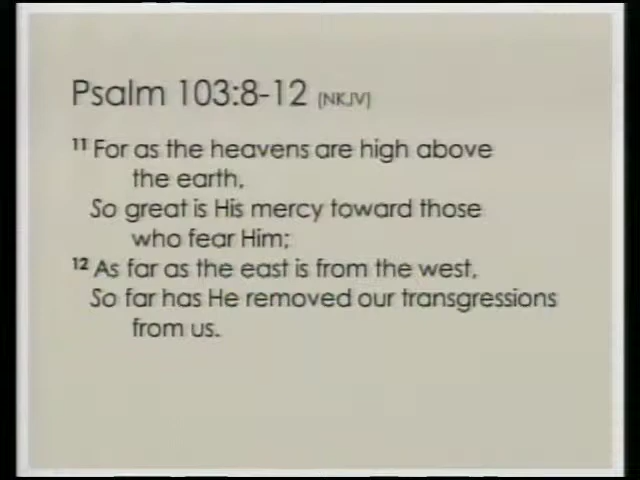 Psalm 103:8-12 (NKJV)
11 For as the heavens are high above
the earth,
So great is His mercy toward those
who fear Him;
12 As far as the east is from the west,
So far has He removed our transgressions
from us.